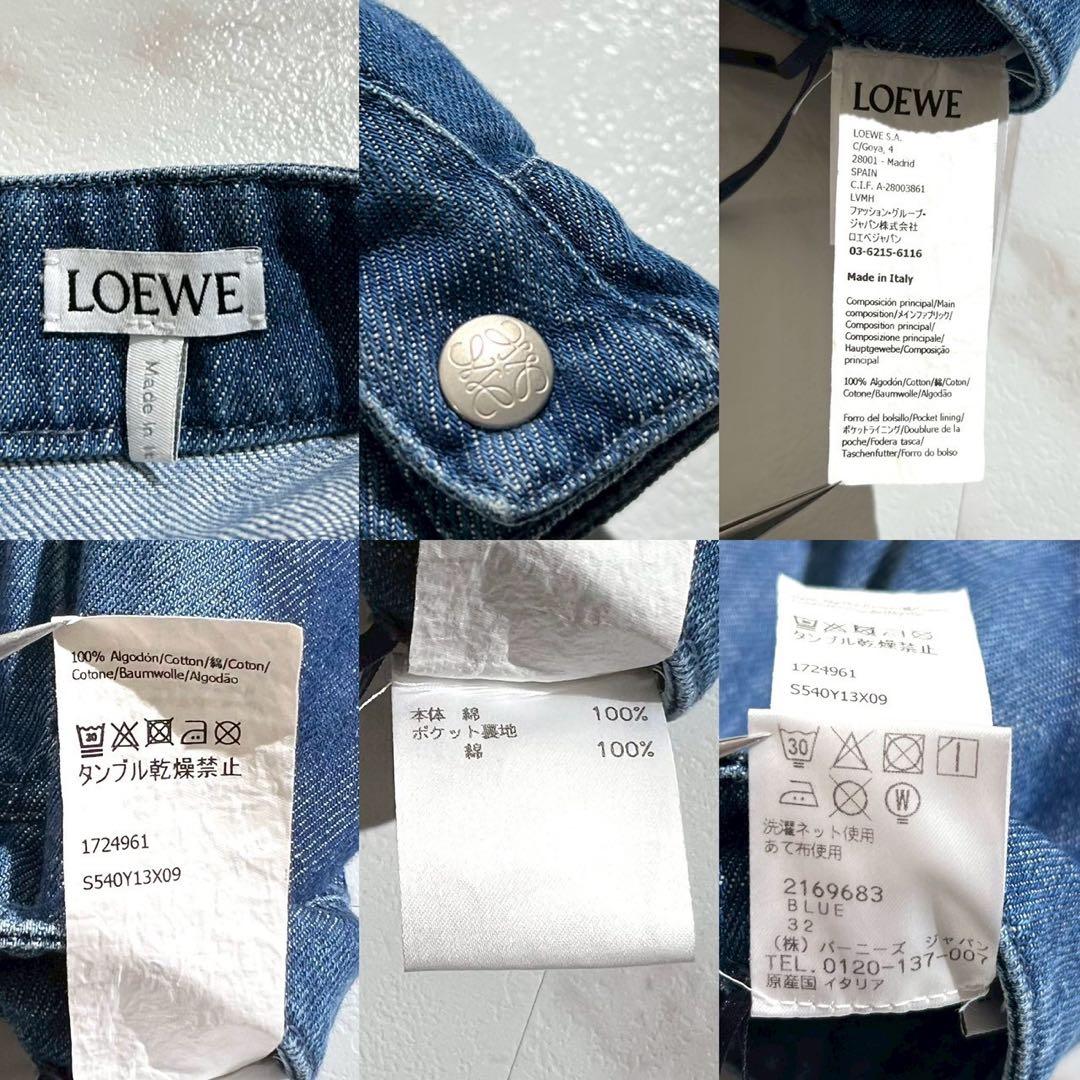 LOEWE
Made in It
LOEWE
LOEWE S.A.
C/Goya, 4
28001 - Madrid
SPAIN
C.I.F. A-28003861
LVMH
ファッション・グループ・
ジャパン株式会社
ロエベジャパン
03-6215-6116
Made in Italy
Composición principal/Main
composition/メインファブリック/
Composition principal/
Composizione principale/
Hauptgewebe/Composição
principal
100% Algodón/Cotton/綿/Coton/
Cotone/Baumwolle/Algodão
Forro del bolsillo/Pocket lining/
ポケットライニング/Doublure de la
poche/Fodera tasca/
Taschenfutter/Forro do bolso
100% Algodón/Cotton/綿/Coton/
Cotone/Baumwolle/Algodão
30
タンブル乾燥禁止
1724961
S540Y13X09
本体 綿 100%
ポケット裏地
綿 100%
タンブル乾燥禁止
1724961
S540Y13X09
30
W
洗濯ネット使用
あて布使用
2169683
BLUE
32
(株) バーニーズ ジャパン
TEL.0120-137-007
原産国 イタリア